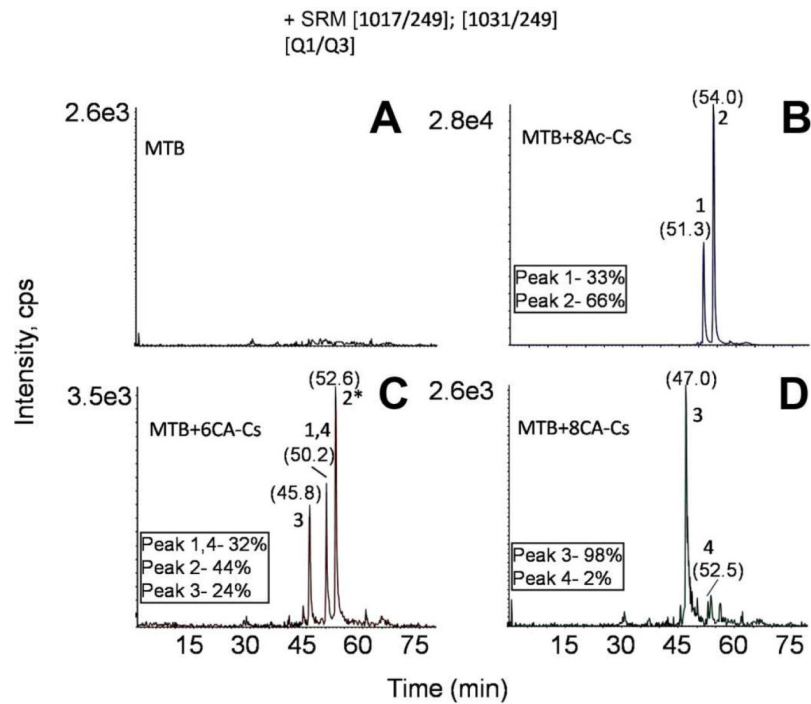 + SRM [1017/249]; [1031/249]
[Q1/Q3]
Intensity, cps
2.6e3
A
MTB
2.8e4
B
MTB+8Ac-Cs
(54.0)
2
1
(51.3)
Peak 1- 33%
Peak 2- 66%
3.5e3
C
MTB+6CA-Cs
(52.6)
2*
1,4
(50.2)
(45.8)
3
Peak 1,4- 32%
Peak 2- 44%
Peak 3- 24%
2.6e3
D
MTB+8CA-Cs
(47.0)
3
4
(52.5)
Peak 3- 98%
Peak 4- 2%
15 30 45 60 75
15 30 45 60 75
Time (min)